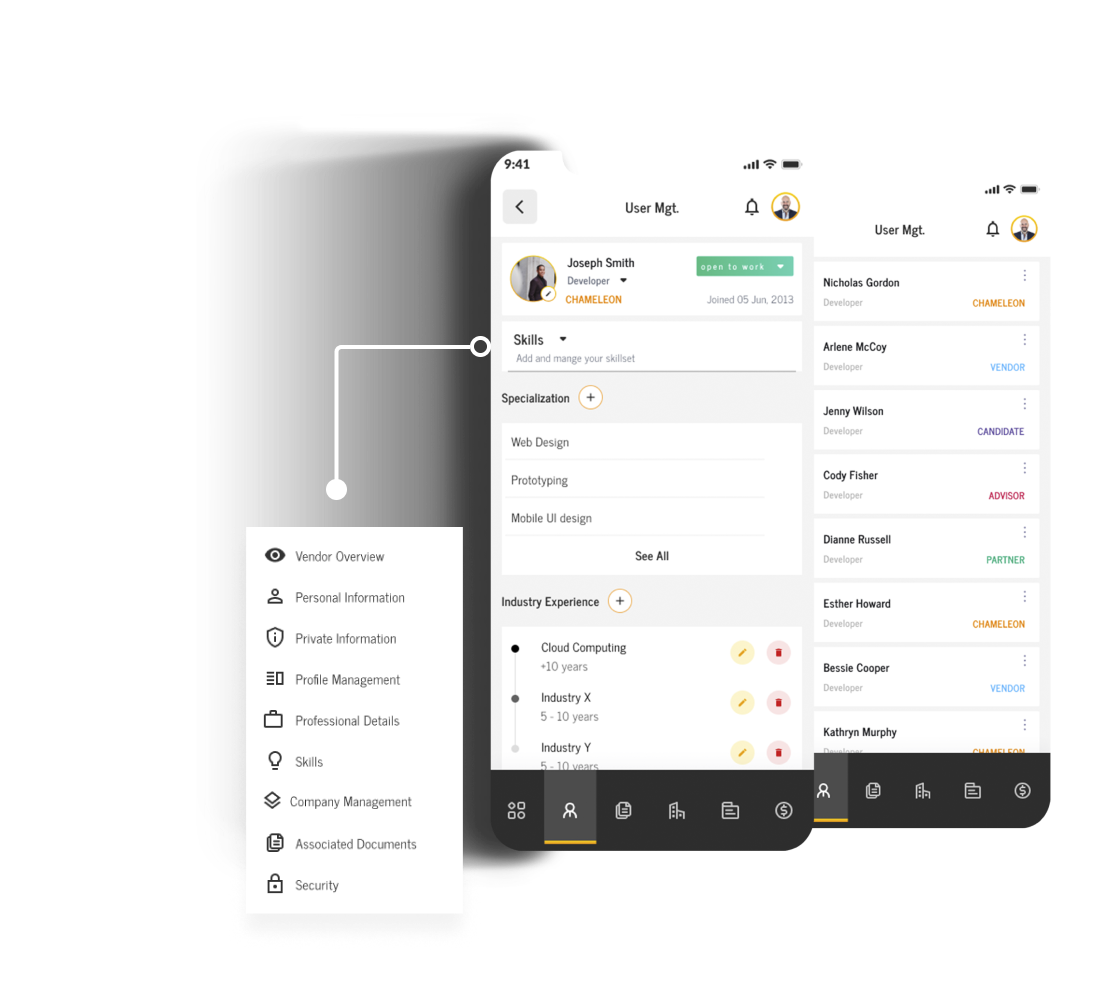 9:41
User Mgt.
Joseph Smith
open to work
Developer
CHAMELEON
Joined 05 Jun, 2013
Skills
Add and mange your skillset
Specialization
Web Design
Prototyping
Mobile UI design
See All
Industry Experience
Cloud Computing
+10 years
Industry X
5 - 10 years
Industry Y
5 - 10 years
User Mgt.
Nicholas Gordon
Developer
CHAMELEON
Arlene McCoy
Developer
VENDOR
Jenny Wilson
Developer
CANDIDATE
Cody Fisher
Developer
ADVISOR
Dianne Russell
Developer
PARTNER
Esther Howard
Developer
CHAMELEON
Bessie Cooper
Developer
VENDOR
Kathryn Murphy
Developer
CHAMELEON
Vendor Overview
Personal Information
Private Information
Profile Management
Professional Details
Skills
Company Management
Associated Documents
Security